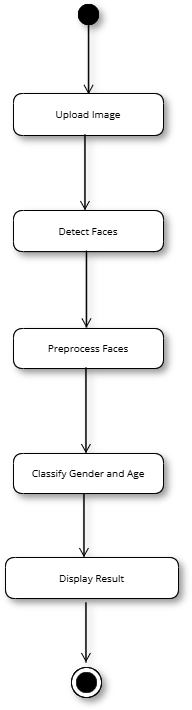 Upload Image
Detect Faces
Preprocess Faces
Classify Gender and Age
Display Result